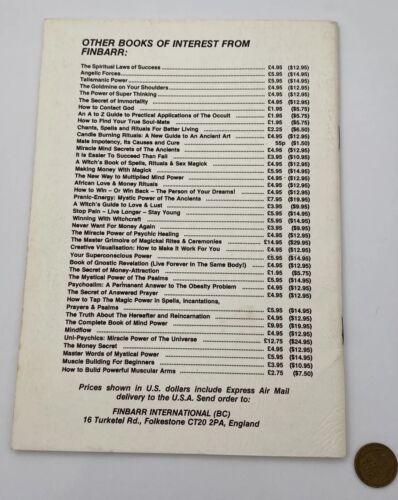 OTHER BOOKS OF INTEREST FROM
FINBARR:
The Spiritual Laws of Success ........ £4.95 ($12.95)
Angelic Forces ........ £5.95 ($14.95)
Talismanic Power ........ £5.95 ($14.95)
The Goldmine on Your Shoulders ........ £4.95 ($12.95)
The Power of Super Thinking ........ £4.95 ($12.95)
The Secret of Immortality ........ £4.95 ($12.95)
How to Contact God ........ £1.95 ($5.75)
An A to Z Guide to Practical Applications of The Occult ........ £1.95 ($5.75)
How to Find Your True Soul-Mate ........ £1.95 ($5.75)
Chants, Spells and Rituals For Better Living ........ £2.25 ($6.50)
Candle Burning Rituals: A New Guide to An Ancient Art ........ £4.95 ($12.95)
Male Impotency, Its Causes and Cure ........ 55p ($1.50)
Miracle Mind Secrets of The Ancients ........ £4.95 ($12.95)
It Is Easier To Succeed Than Fail ........ £3.95 ($12.95)
A Witch's Book of Spells, Rituals & Sex Magick ........ £4.95 ($12.95)
Making Money With Magick ........ £5.95 ($14.95)
The New Way to Multiplied Mind Power ........ £4.95 ($12.95)
African Love & Money Rituals ........ £4.95 ($12.95)
How to Win – Or Win Back – The Person of Your Dreams! ........ £4.95 ($12.95)
Pranic-Energy: Mystic Power of The Ancients ........ £7.95 ($19.95)
A Witch's Guide to Love & Lust ........ £3.95 ($9.95)
Stop Pain – Live Longer – Stay Young ........ £5.95 ($14.95)
Winning With Witchcraft ........ £5.95 ($14.95)
Never Want For Money Again ........ £3.95 ($9.95)
The Miracle Power of Psychic Healing ........ £4.95 ($12.95)
The Master Grimoire of Magickal Rites & Ceremonies ........ £14.95 ($29.95)
Creative Visualisation: How to Make It Work For You ........ £4.95 ($12.95)
Your Supersonscious Power ........ £5.95 ($14.95)
Book of Gnostic Revelation (Live Forever In The Same Body!) ........ £4.95 ($12.95)
The Secret of Money-Attraction ........ £1.95 ($5.75)
The Mystical Power of The Psalms ........ £5.95 ($14.95)
Psychoslim: A Permanent Answer to The Obesity Problem ........ £4.95 ($12.95)
The Secret of Answered Prayer ........ £4.95 ($12.95)
How to Tap The Magic Power in Spells, Incantations,
Prayers & Psalms ........ £5.95 ($14.95)
The Truth About The Hereafter and Reincarnation ........ £4.95 ($12.95)
The Complete Book of Mind Power ........ £9.95 ($19.95)
Mindflow ........ £4.95 ($12.95)
Uni-Psychics: Miracle Power of The Universe ........ £12.75 ($24.95)
The Money Secret ........ £4.95 ($12.95)
Master Words of Mystical Power ........ £5.95 ($14.95)
Muscle Building For Beginners ........ £3.95 ($10.95)
How to Build Powerful Muscular Arms ........ £2.75 ($7.50)
Prices shown in U.S. dollars include Express Air Mail
delivery to the U.S.A. Send order to:
FINBARR INTERNATIONAL (BC)
16 Turketel Rd., Folkestone CT20 2PA, England